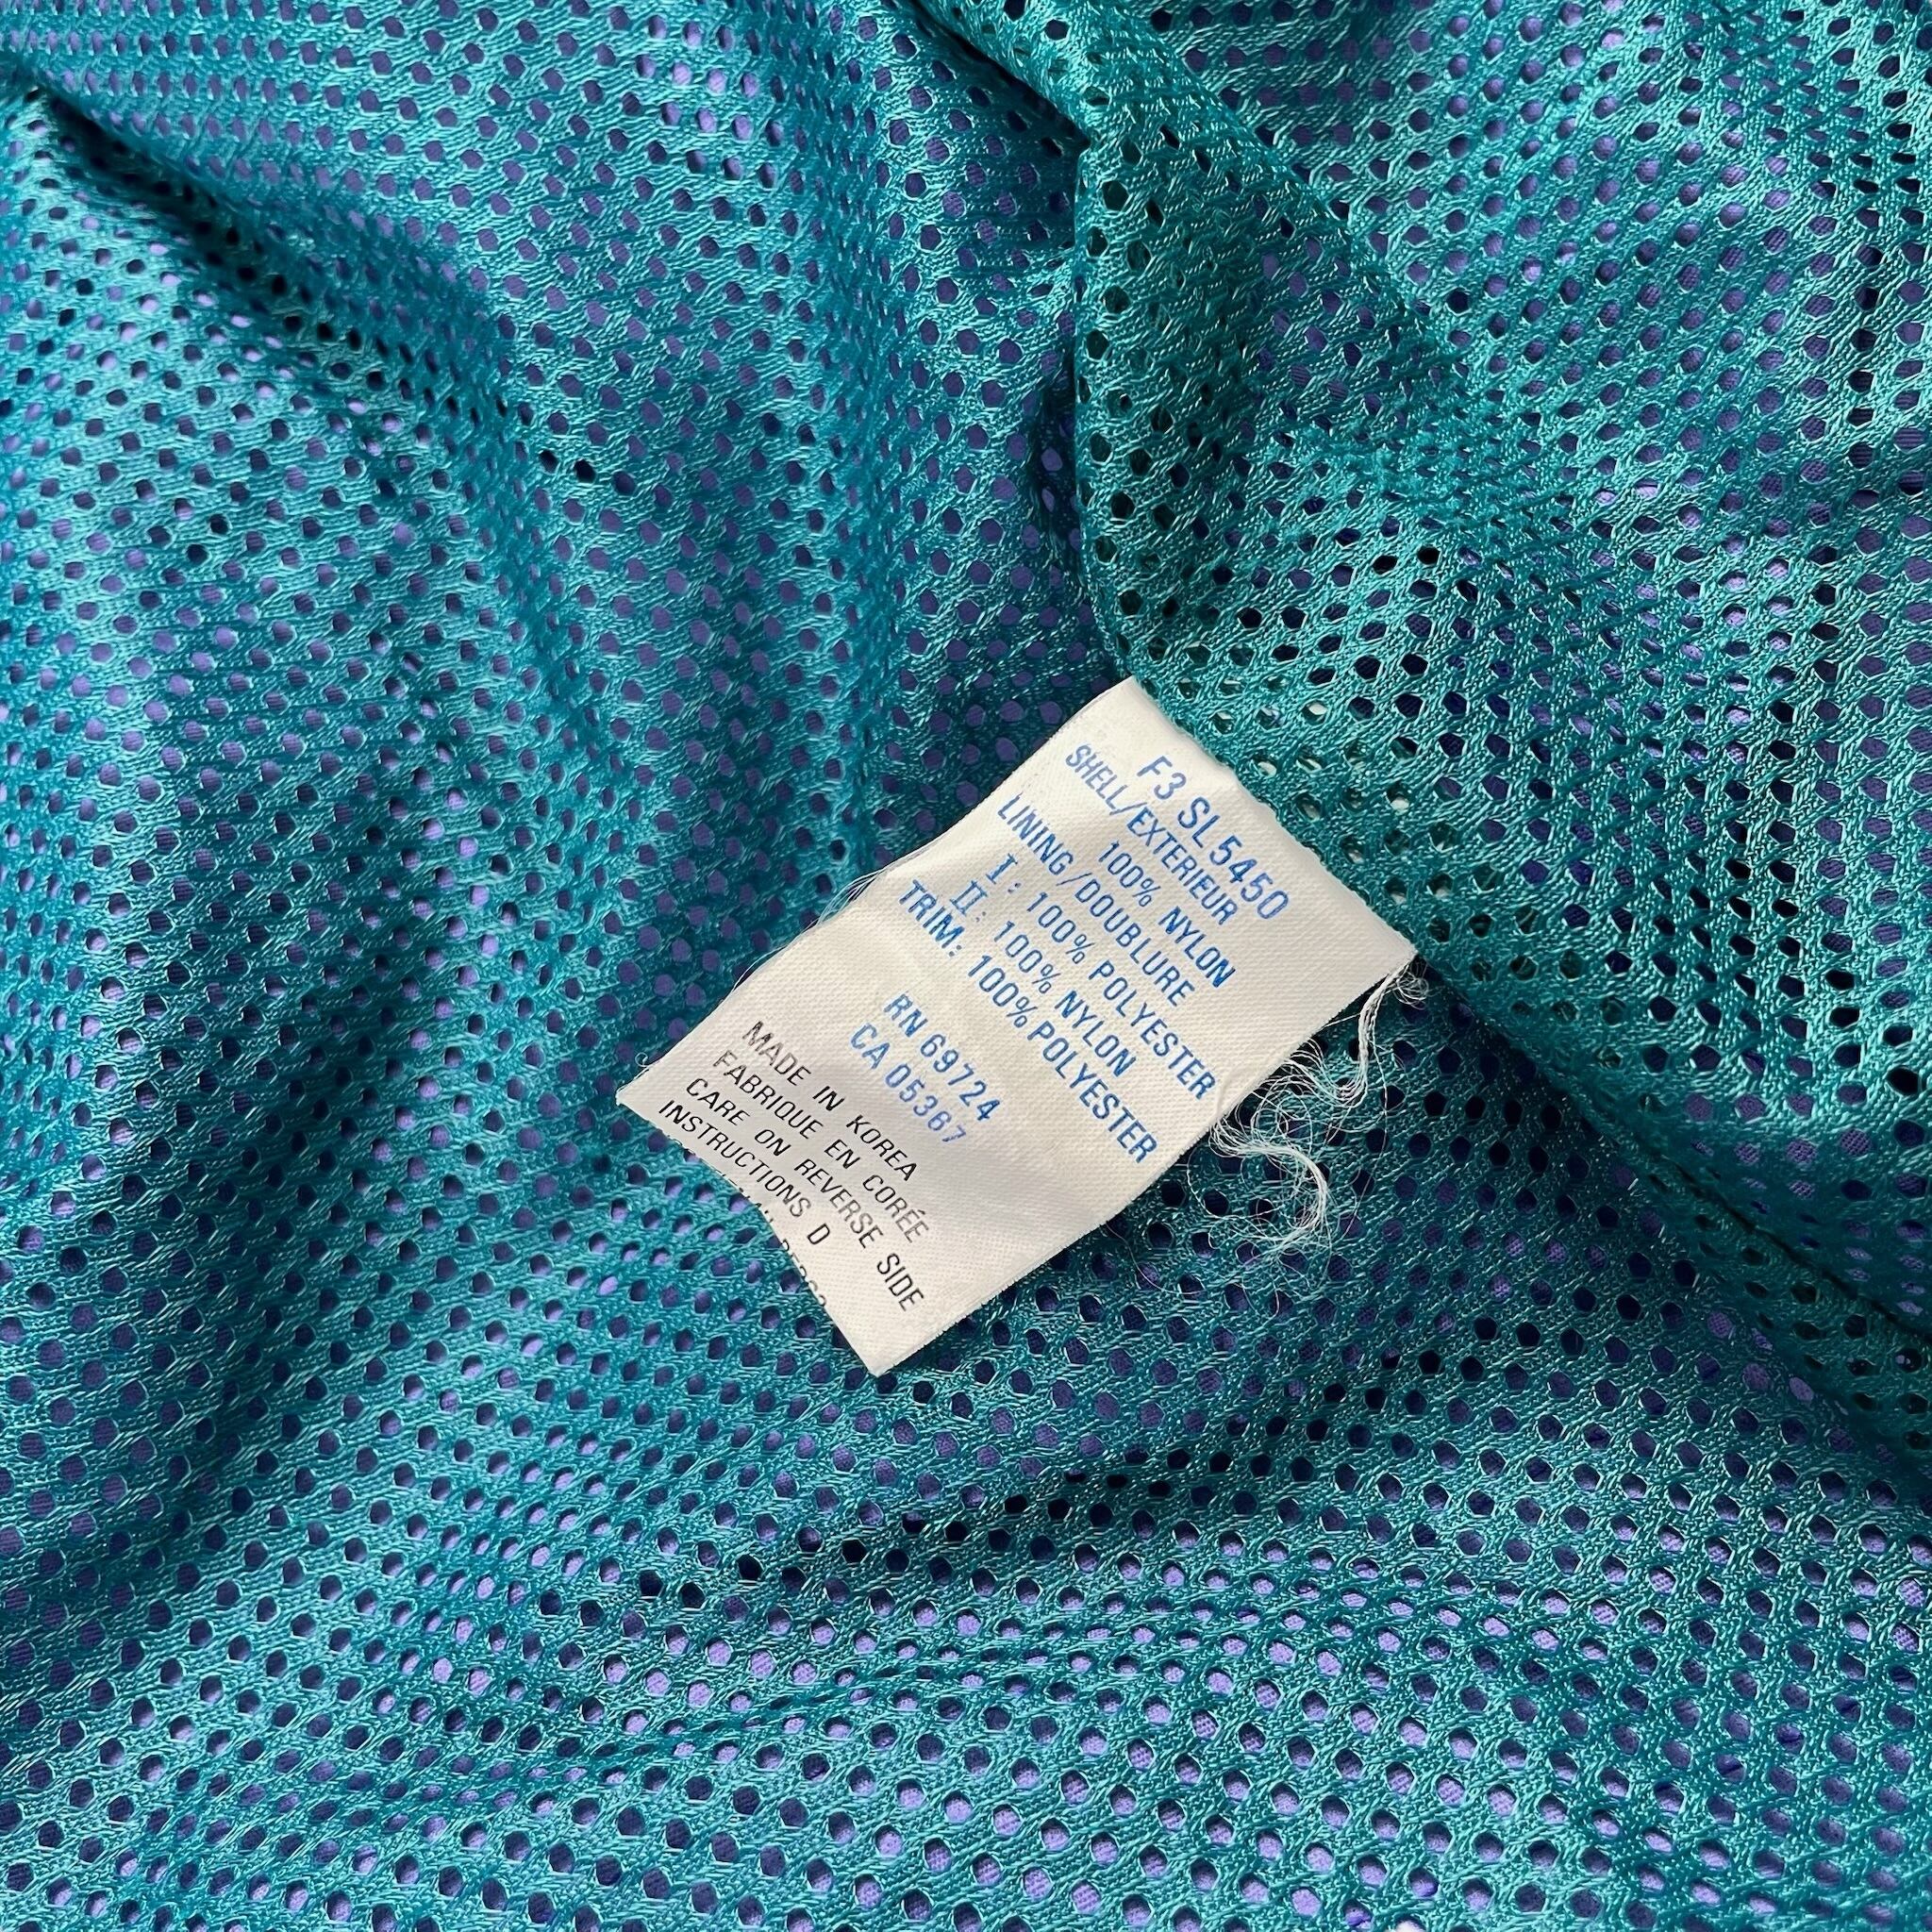 F3 SL5450
SHELL/EXTERIEUR
100% NYLON
LINING/DOUBLURE
I: 100% POLYESTER
II: 100% NYLON
TRIM: 100% POLYESTER
RN 69724
CA 05367
MADE IN KOREA
FABRIQUE EN CORÉE
CARE ON REVERSE SIDE
INSTRUCTIONS D